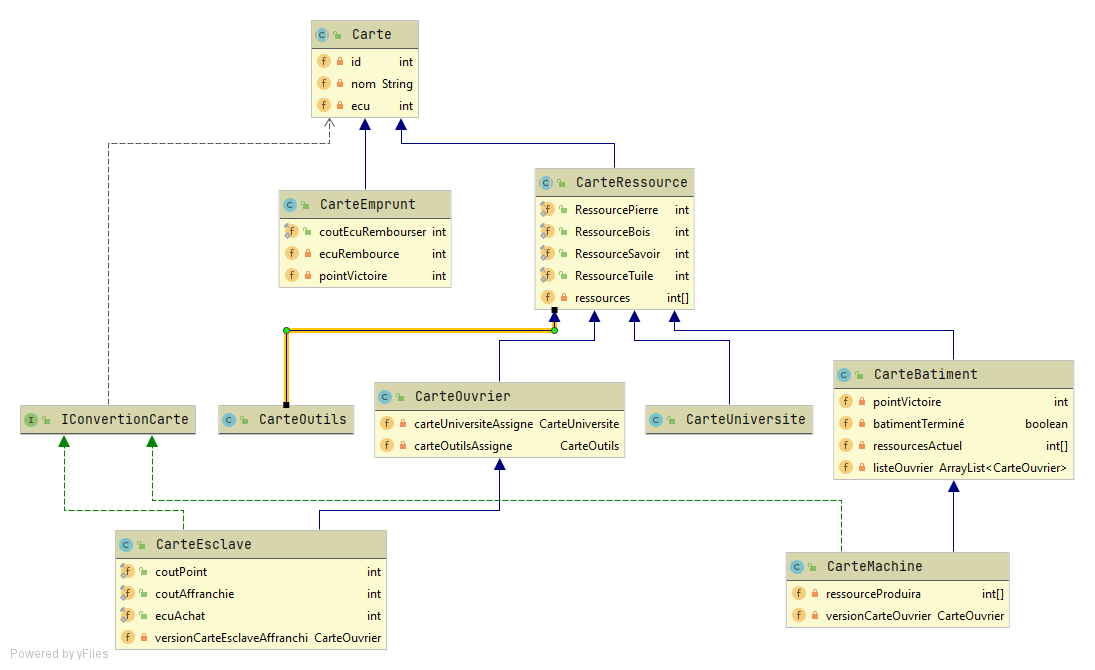 Carte
id int
nom String
ecu int
CarteEmprunt
coutEcuRembourser int
ecuRembource int
pointVictoire int
CarteRessource
RessourcePierre int
RessourceBois int
RessourceSavoir int
RessourceTuile int
ressources int[]
IConvertionCarte
CarteOutils
CarteOuvrier
carteUniversiteAssigne CarteUniversite
carteOutilsAssigne CarteOutils
CarteUniversite
CarteBatiment
pointVictoire int
batimentTerminé boolean
ressourcesActuel int[]
listeOuvrier ArrayList<CarteOuvrier>
CarteEsclave
coutPoint int
coutAffranchie int
ecuAchat int
versionCarteEsclaveAffranchi CarteOuvrier
CarteMachine
ressourceProduira int[]
versionCarteOuvrier CarteOuvrier
Powered by yFiles